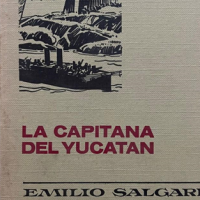 LA CAPITANA
DEL YUCATAN
EMILIO SALGARI